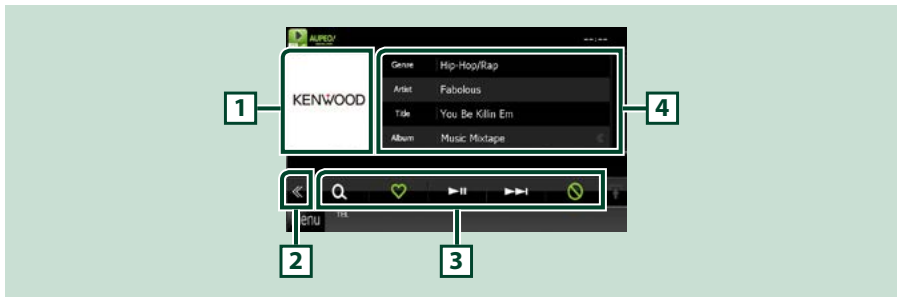 AUPEO!
--:--
Genre Hip-Hop/Rap
Artist Fabolous
Title You Be Killin Em
Album Music Mixtape
KENWOOD
1
4
TEL
enu
2
3